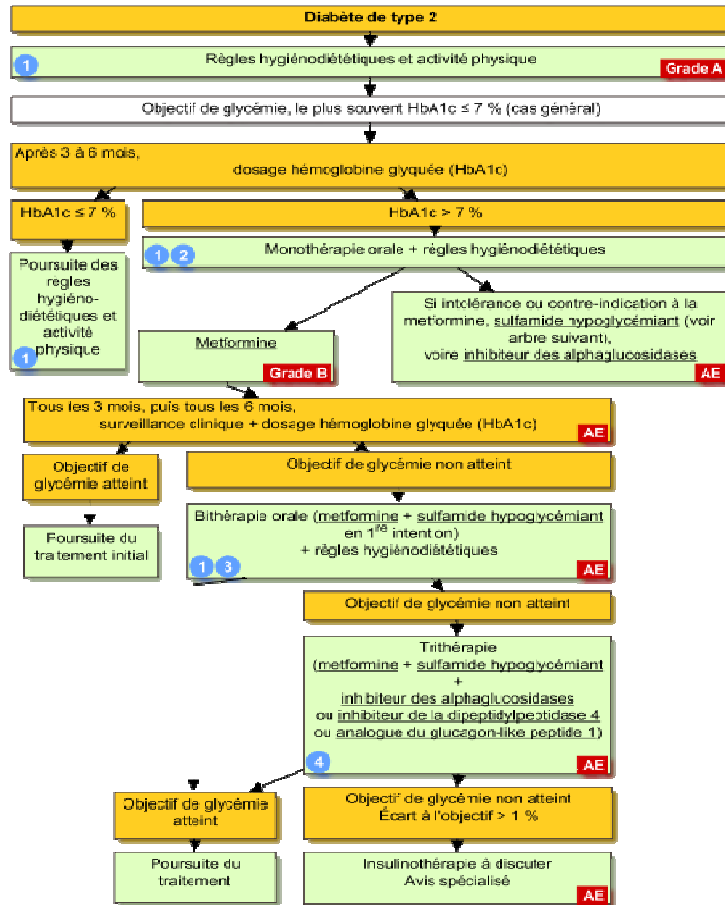 Diabète de type 2
Règles hygiénodiététiques et activité physique
1
Grade A
Objectif de glycémie, le plus souvent HbA1c ≤ 7 % (cas général)
Après 3 à 6 mois,
dosage hémoglobine glyquée (HbA1c)
HbA1c ≤ 7 %
HbA1c > 7 %
Monothérapie orale + règles hygiénodiététiques
1 2
Poursuite des
règles
hygiéno-
diététiques et
activité
physique
1
Si intolérance ou contre-indication à la
metformine, sulfamide hypoglycémiant (voir
arbre suivant),
voire inhibiteur des alphaglucosidases
AE
Metformine
Grade B
Tous les 3 mois, puis tous les 6 mois,
surveillance clinique + dosage hémoglobine glyquée (HbA1c)
AE
Objectif de
glycémie atteint
Objectif de glycémie non atteint
Poursuite du
traitement initial
Bithérapie orale (metformine + sulfamide hypoglycémiant
en 1re intention)
+ règles hygiénodiététiques
1 3
AE
Objectif de glycémie non atteint
Trithérapie
(metformine + sulfamide hypoglycémiant
+
inhibiteur des alphaglucosidases
ou inhibiteur de la dipeptidylpeptidase 4
ou analogue du glucagon-like peptide 1)
4
AE
Objectif de glycémie
atteint
Objectif de glycémie non atteint
Écart à l'objectif > 1 %
Poursuite du
traitement
Insulinothérapie à discuter
Avis spécialisé
AE